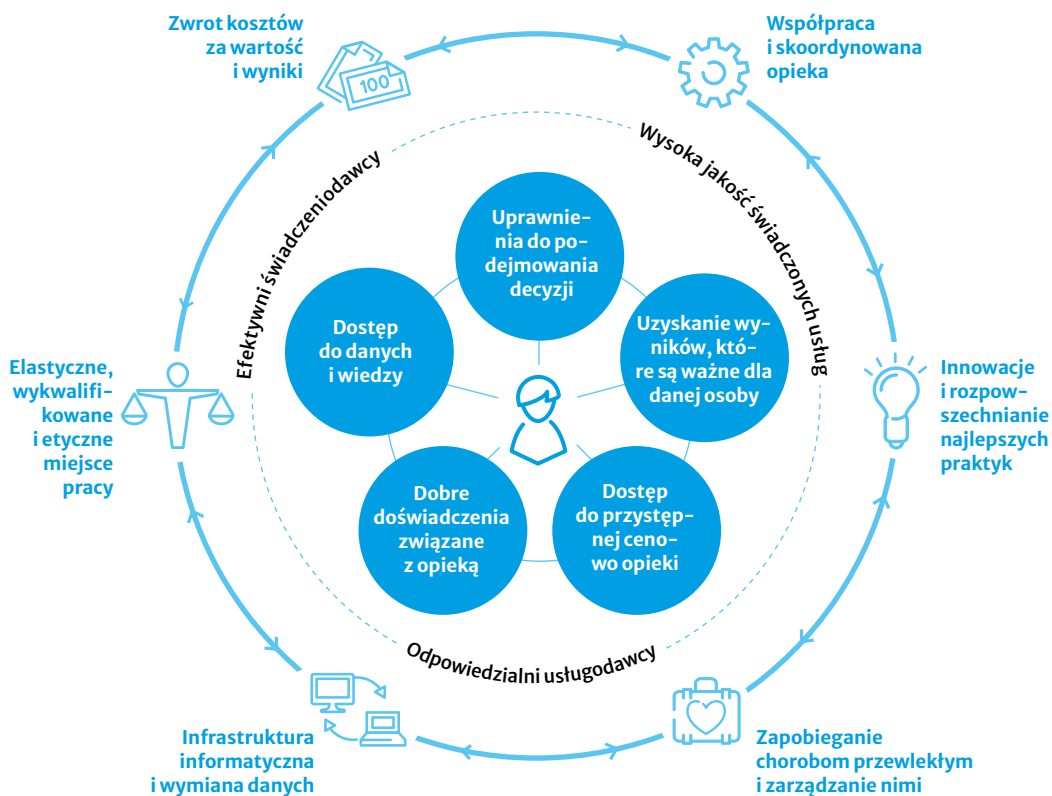 Zwrot kosztów
za wartość
i wyniki
100
Współpraca
i skoordynowana
opieka
Efektywni świadczeniodawcy
Wysoka jakość świadczonych usług
Uprawnie-
nia do po-
dejmowania
decyzji
Dostęp
do danych
i wiedzy
Uzyskanie wy-
ników, któ-
re są ważne dla
danej osoby
Elastyczne,
wykwalifi-
kowane
i etyczne
miejsce
pracy
Innowacje
i rozpow-
szechnianie
najlepszych
praktyk
Dobre
doświadczenia
związane
z opieką
Dostęp
do przystęp-
nej ceno-
wo opieki
Odpowiedzialni usługodawcy
Infrastruktura
informatyczna
i wymiana danych
Zapobieganie
chorobom przewlekłym
i zarządzanie nimi